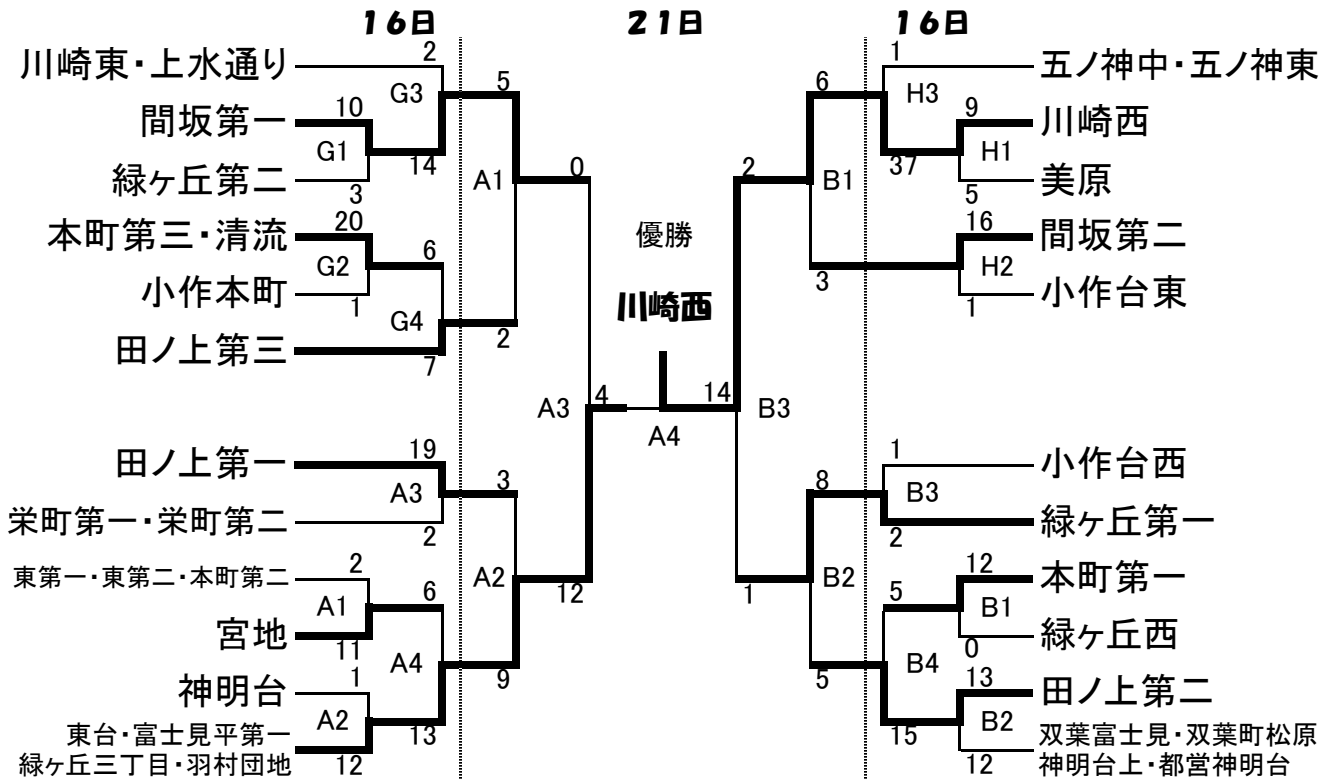 16日 21日 16日
川崎東・上水通り 2 5 6 1 五ノ神中・五ノ神東
G3 H3
間坂第一 10 9 川崎西
G1 14 0 2 37 H1
緑ヶ丘第二 3 A1 B1 5 美原
本町第三・清流 20 6 優勝 16 間坂第二
G2 3 H2
小作本町 1 川崎西 1 小作台東
G4 2
田ノ上第三 7
A3 4 14 B3
A4
田ノ上第一 19 3 8 1 小作台西
A3 B3
栄町第一・栄町第二 2 2 緑ヶ丘第一
東第一・東第二・本町第二 2 A2 12 1 B2 12 本町第一
A1 6 5 B1
宮地 11 0 緑ヶ丘西
A4 9 5 B4
神明台 1 13 田ノ上第二
A2 13 15 B2
東台・富士見平第一 双葉富士見・双葉町松原
緑ヶ丘三丁目・羽村団地 12 12 神明台上・都営神明台